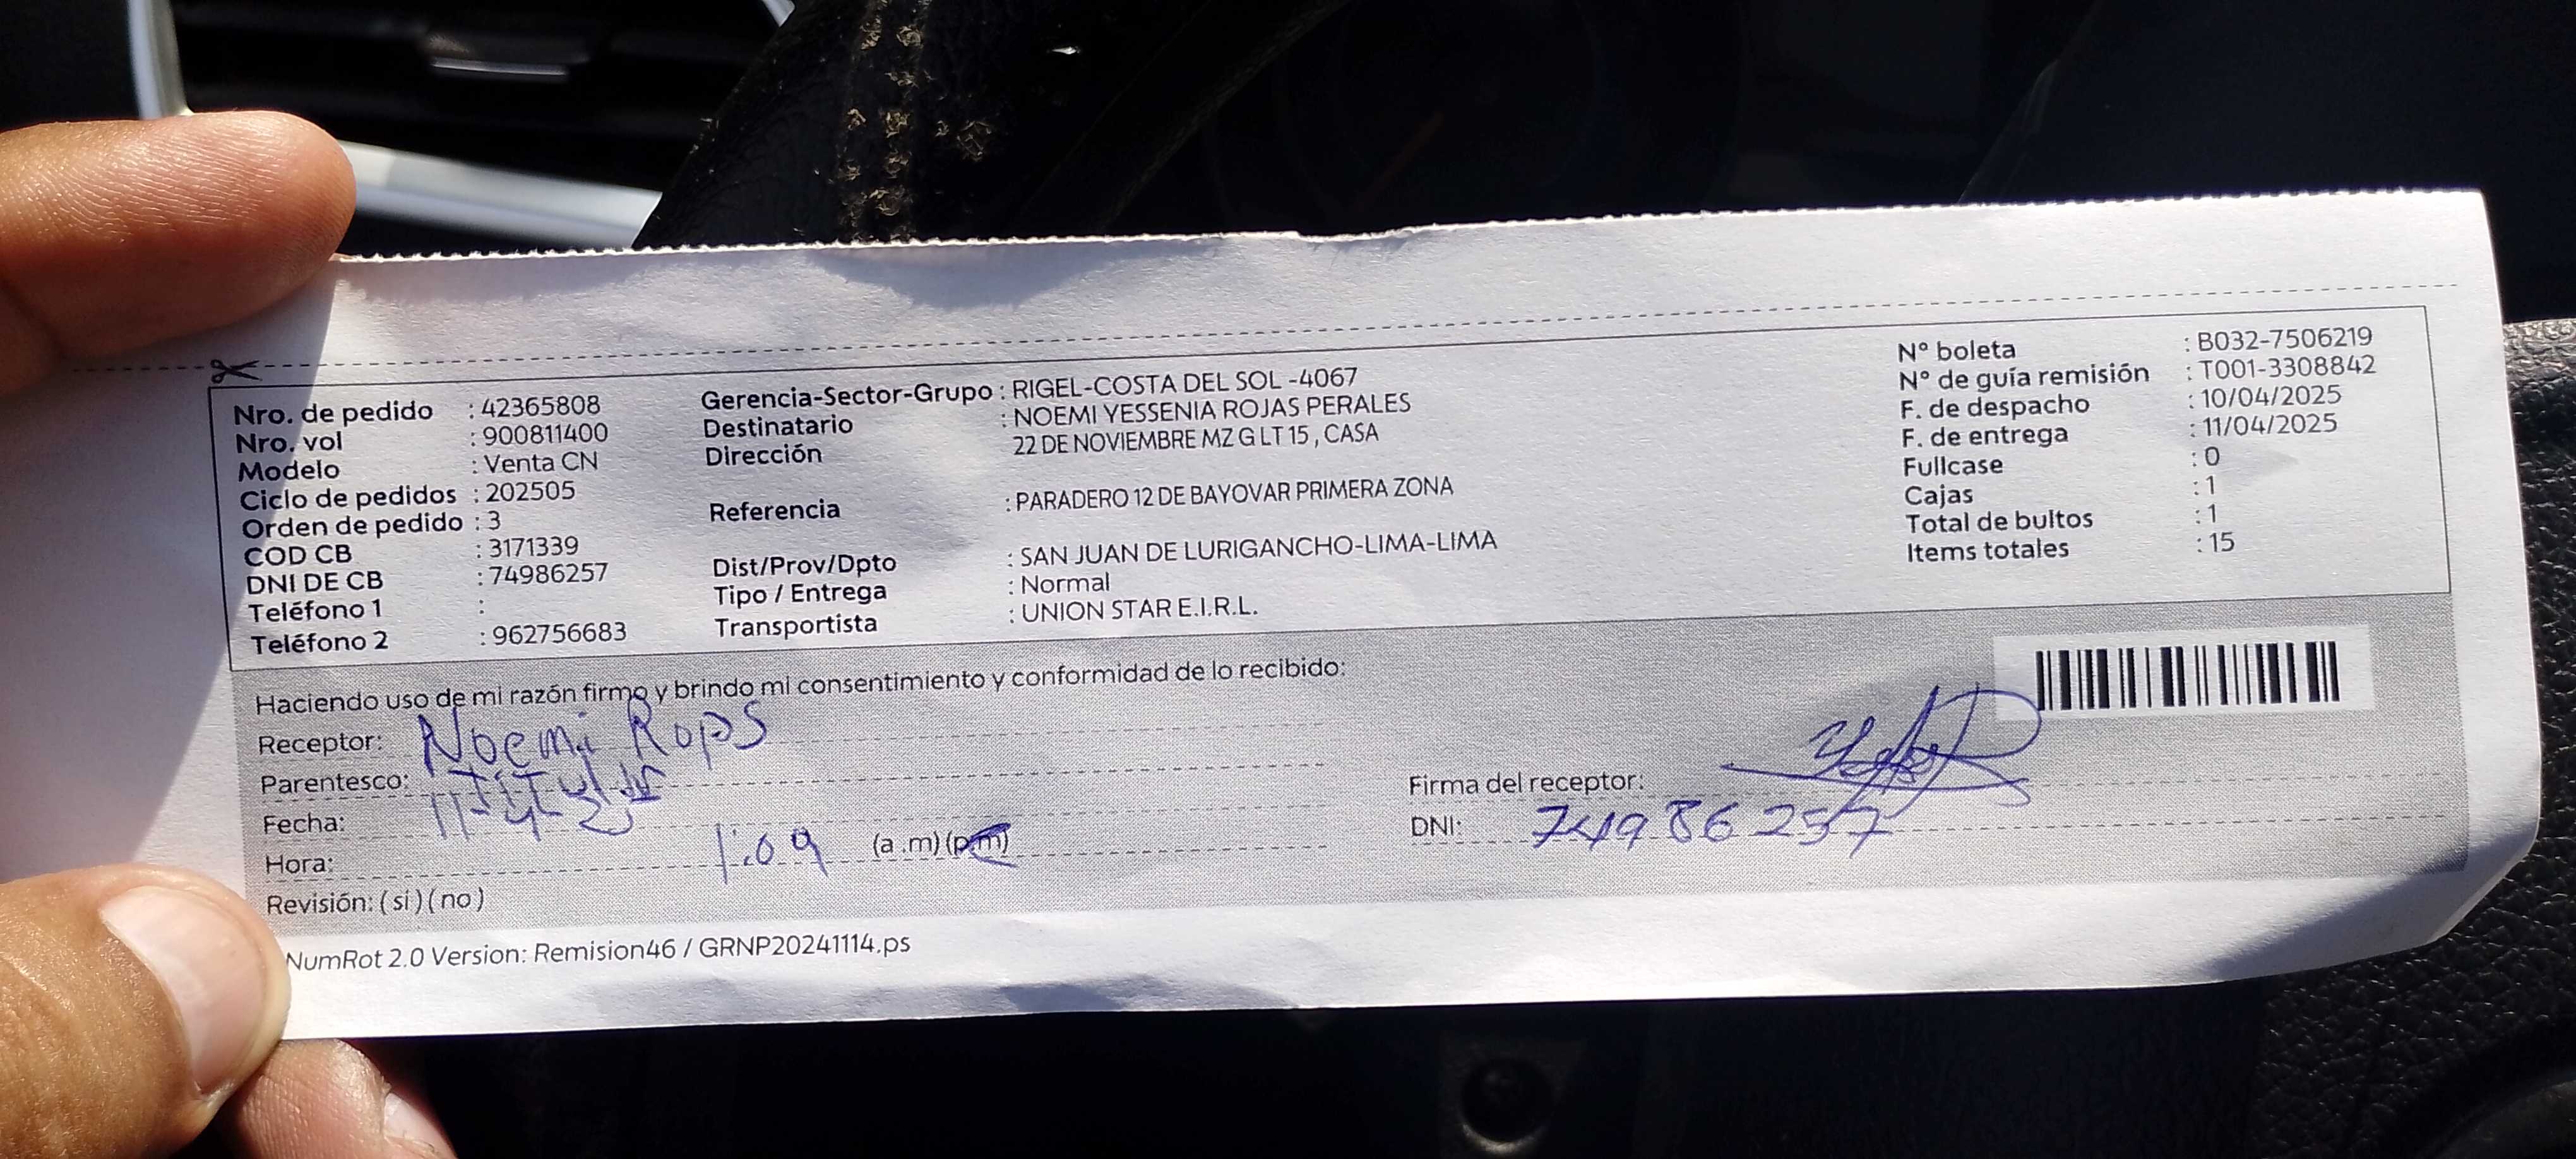 Nro. de pedido : 42365808
Nro. vol : 900811400
Modelo : Venta CN
Ciclo de pedidos : 202505
Orden de pedido : 3
COD CB : 3171339
DNI DE CB : 74986257
Teléfono 1 :
Teléfono 2 : 962756683
Gerencia-Sector-Grupo : RIGEL-COSTA DEL SOL -4067
Destinatario : NOEMI YESSENIA ROJAS PERALES
Dirección 22 DE NOVIEMBRE MZ G LT 15 , CASA
Referencia : PARADERO 12 DE BAYOVAR PRIMERA ZONA
Dist/Prov/Dpto : SAN JUAN DE LURIGANCHO-LIMA-LIMA
Tipo / Entrega : Normal
Transportista : UNION STAR E.I.R.L.
N° boleta : B032-7506219
N° de guía remisión : T001-3308842
F. de despacho : 10/04/2025
F. de entrega : 11/04/2025
Fullcase : 0
Cajas : 1
Total de bultos : 1
Items totales : 15
Haciendo uso de mi razón firmo y brindo mi consentimiento y conformidad de lo recibido:
Receptor: Noemi Rojas
Parentesco: Titular
Fecha: 11-4-25
Hora: 1:09 (a .m) (pm)
Revisión: ( si ) ( no )
Firma del receptor:
DNI: 74986257
NumRot 2.0 Version: Remision46 / GRNP20241114.ps